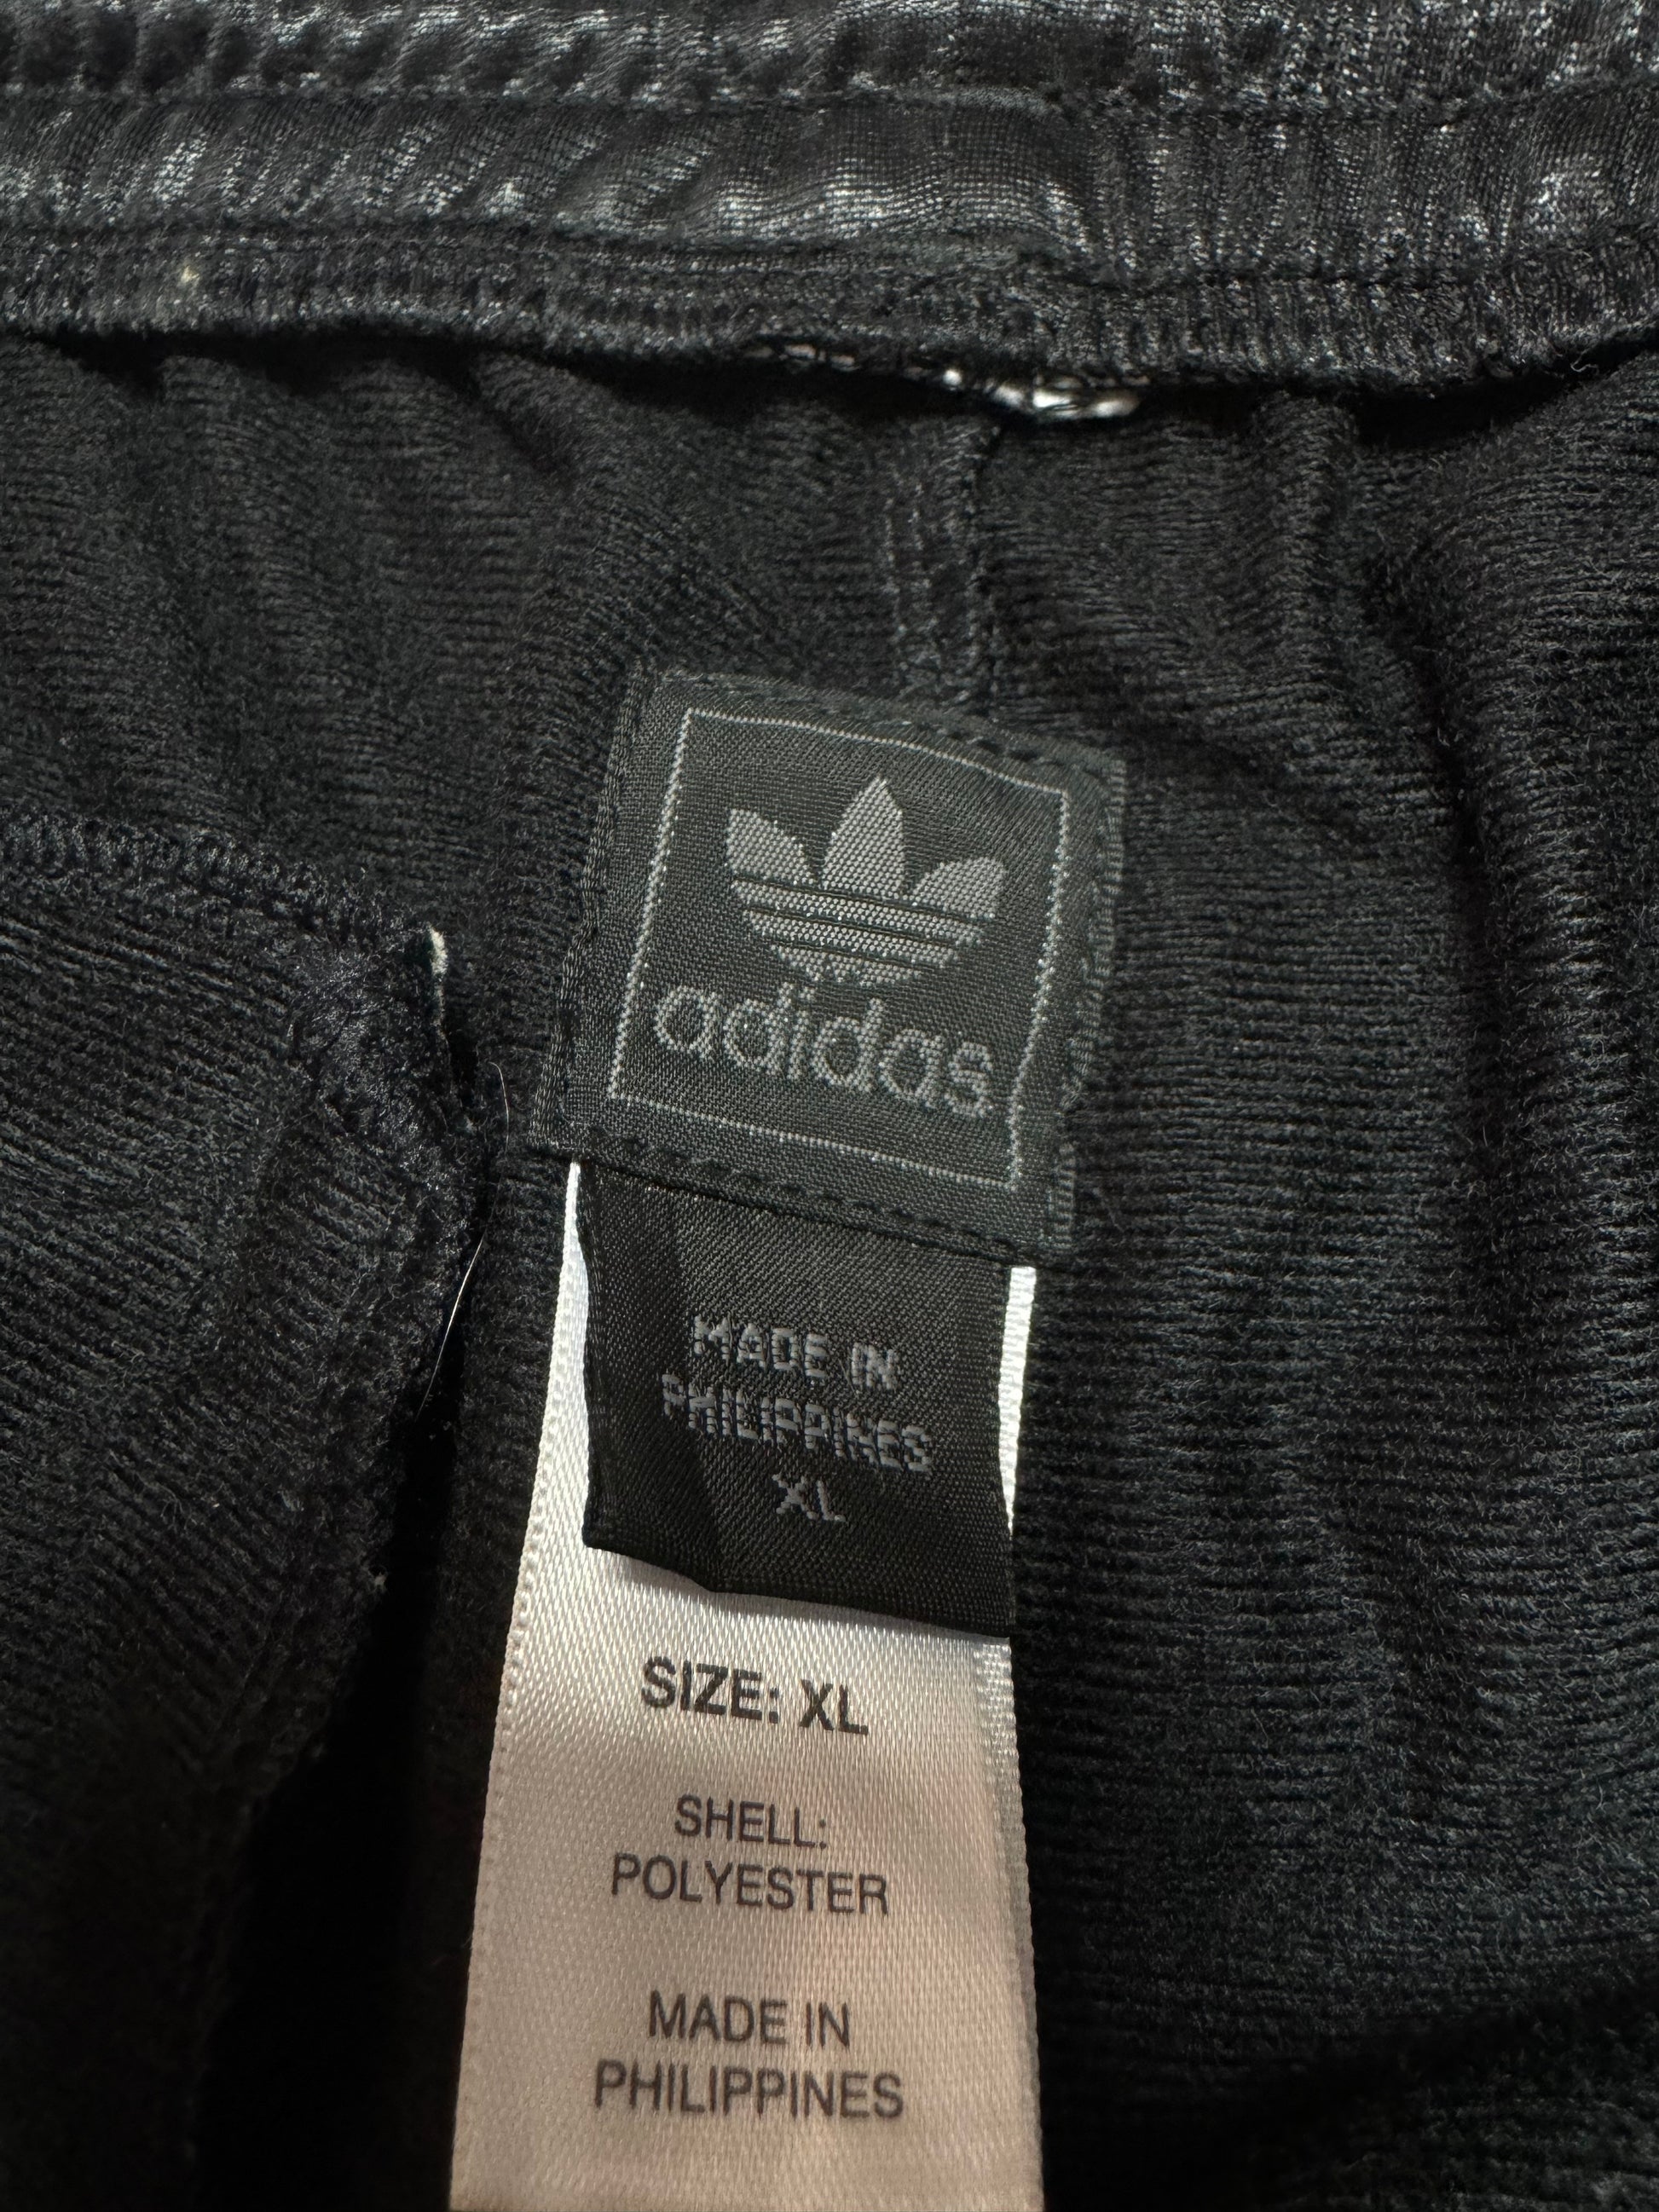 adidas
MADE IN
PHILIPPINES
XL
SIZE: XL
SHELL:
POLYESTER
MADE IN
PHILIPPINES